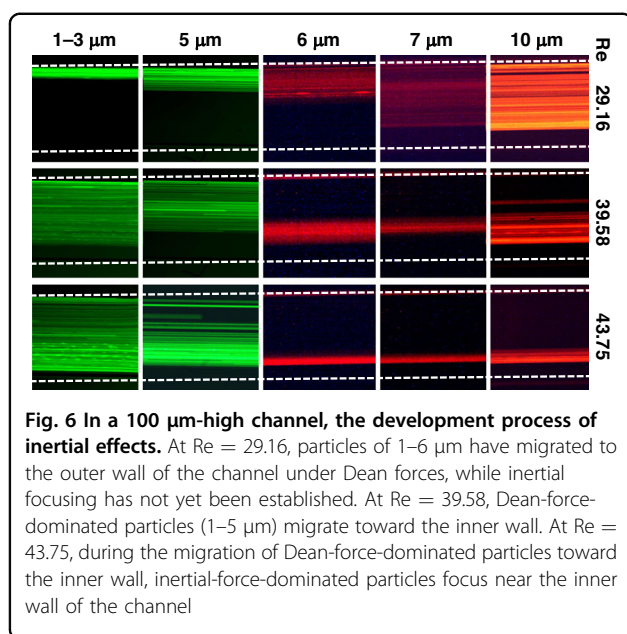 1–3 μm 5 μm 6 μm 7 μm 10 μm Re
29.16
39.58
43.75
Fig. 6 In a 100 μm-high channel, the development process of
inertial effects. At Re = 29.16, particles of 1–6 μm have migrated to
the outer wall of the channel under Dean forces, while inertial
focusing has not yet been established. At Re = 39.58, Dean-force-
dominated particles (1–5 μm) migrate toward the inner wall. At Re =
43.75, during the migration of Dean-force-dominated particles toward
the inner wall, inertial-force-dominated particles focus near the inner
wall of the channel